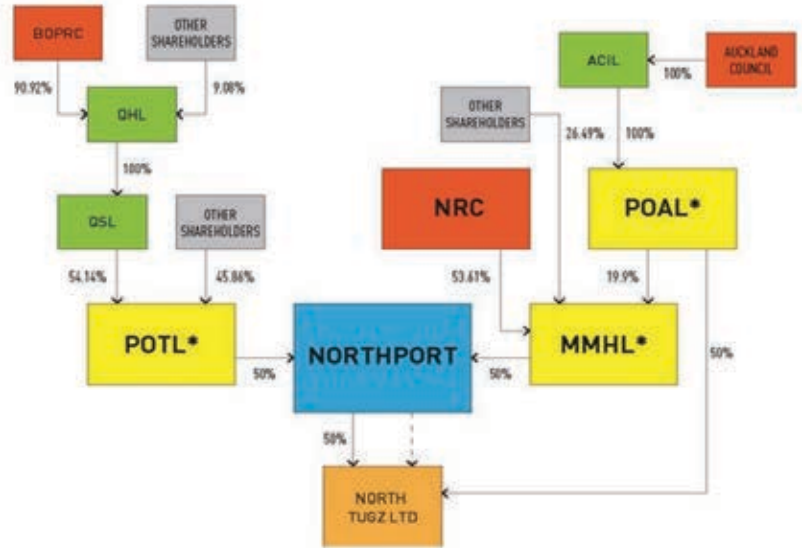 BOPRC
OTHER
SHAREHOLDERS
90.92%
9.08%
QHL
100%
QSL
OTHER
SHAREHOLDERS
54.14%
45.86%
POTL*
50%
NORTHPORT
ACIL
100%
AUCKLAND
COUNCIL
OTHER
SHAREHOLDERS
26.49%
100%
NRC
POAL*
53.61%
19.9%
MMHL*
50%
50%
50%
NORTH
TUGZ LTD